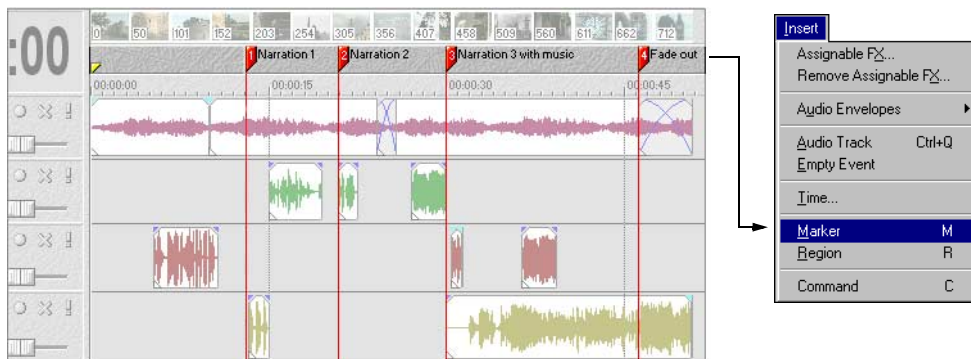 :00
0 50 101 152 203 254 305 356 407 458 509 560 611 662 712
1 Narration 1 2 Narration 2 3 Narration 3 with music 4 Fade out
00:00:00 00:00:15 00:00:30 00:00:45
Insert
Assignable FX...
Remove Assignable FX...
Audio Envelopes
Audio Track Ctrl+Q
Empty Event
Time...
Marker M
Region R
Command C